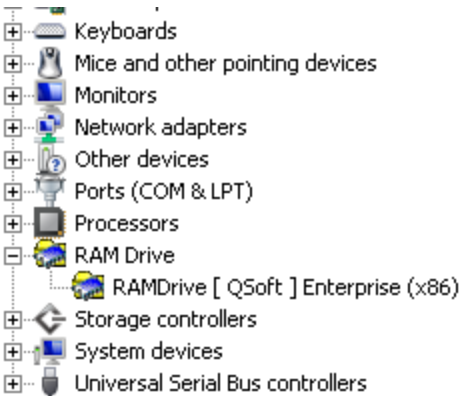 Keyboards
Mice and other pointing devices
Monitors
Network adapters
Other devices
Ports (COM & LPT)
Processors
RAM Drive
RAMDrive [ QSoft ] Enterprise (x86)
Storage controllers
System devices
Universal Serial Bus controllers